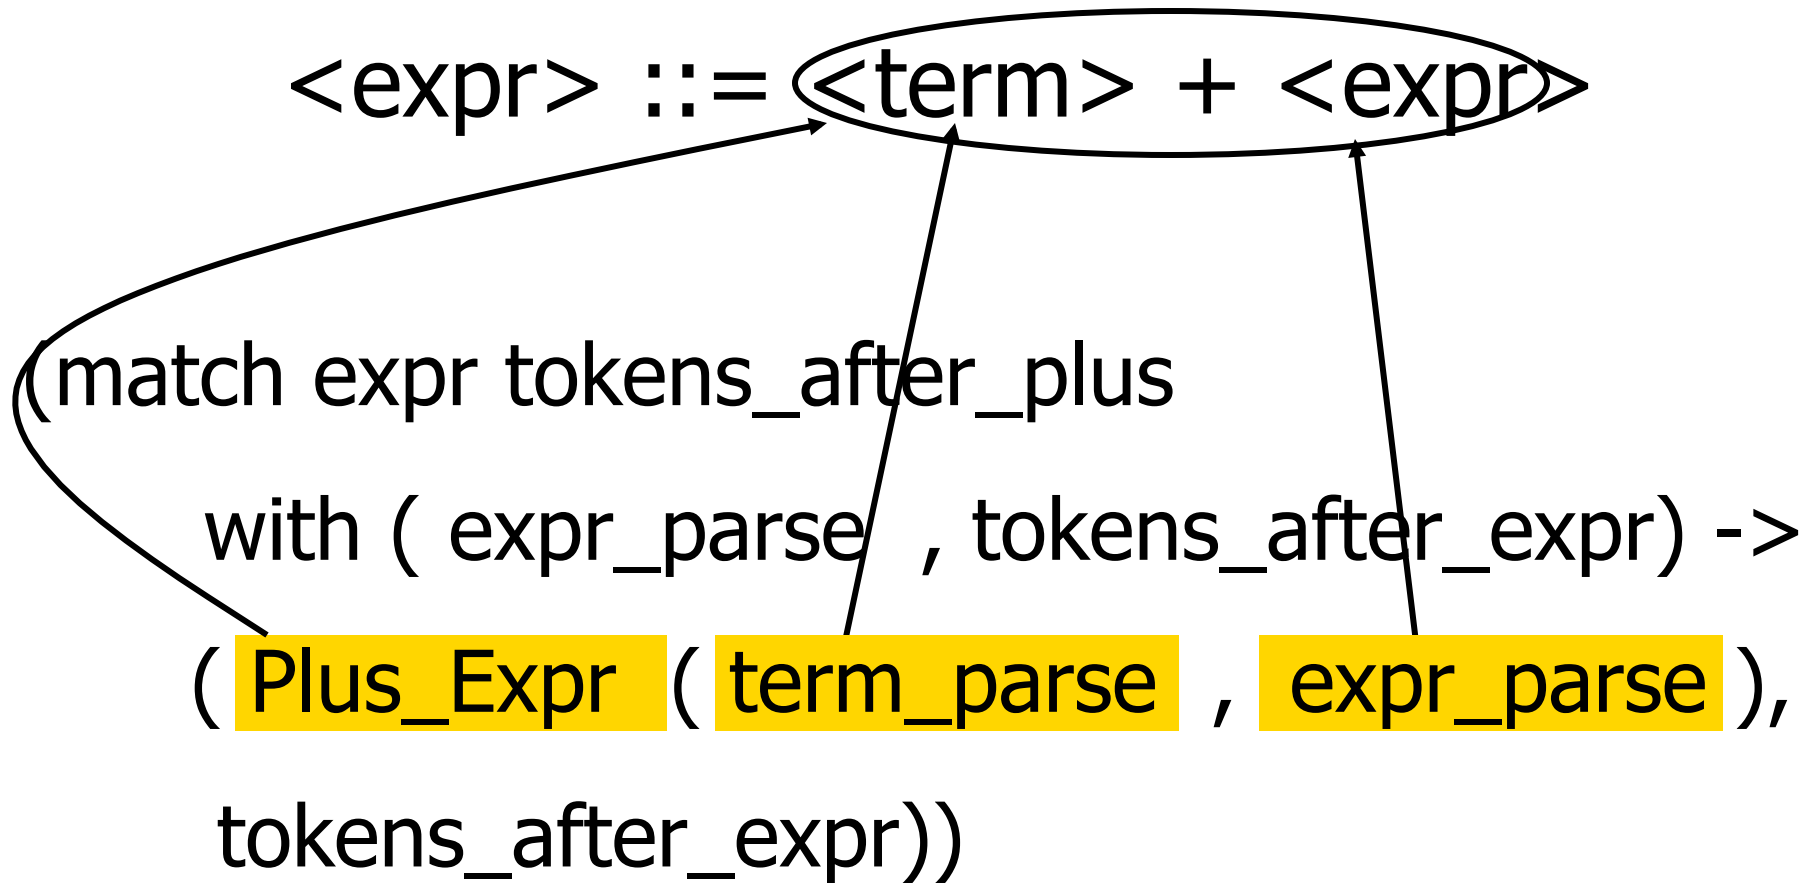 <expr> ::= <term> + <expr>
(match expr tokens_after_plus
with ( expr_parse , tokens_after_expr) ->
( Plus_Expr ( term_parse , expr_parse ),
tokens_after_expr))